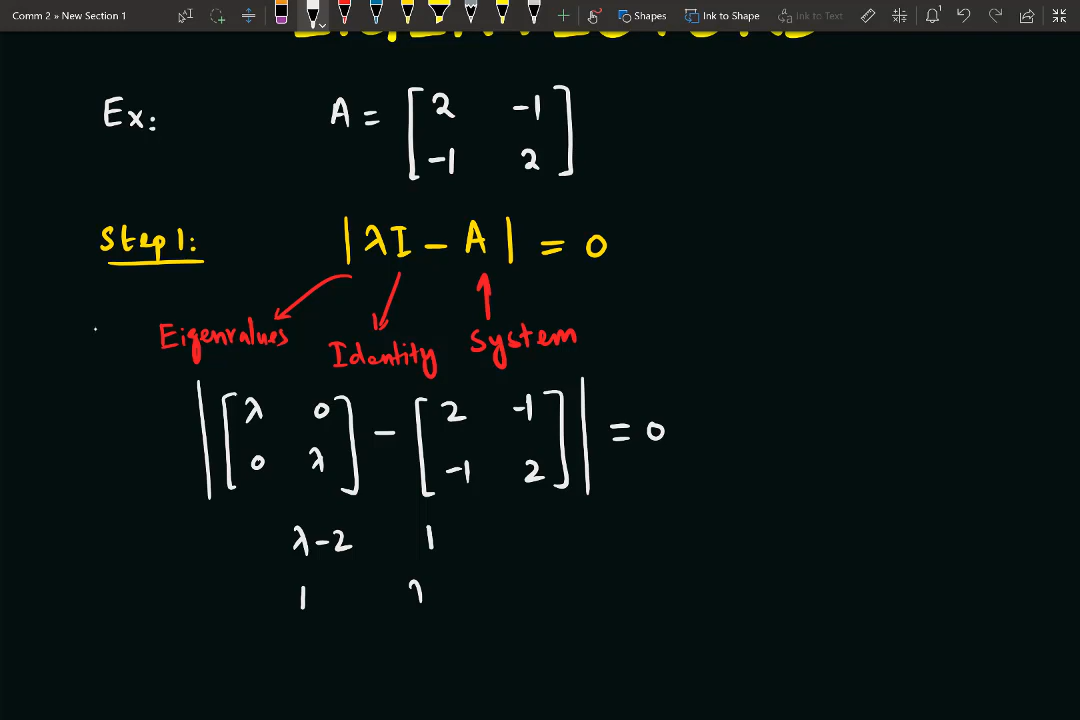 Comm 2 » New Section 1
Shapes
Ink to Shape
Ink to Text
Ex: A = [2 -1
-1 2]
Step 1: |λI - A| = 0
Eigenvalues Identity System
|[λ 0
0 λ] - [2 -1
-1 2]| = 0
λ-2 1
1